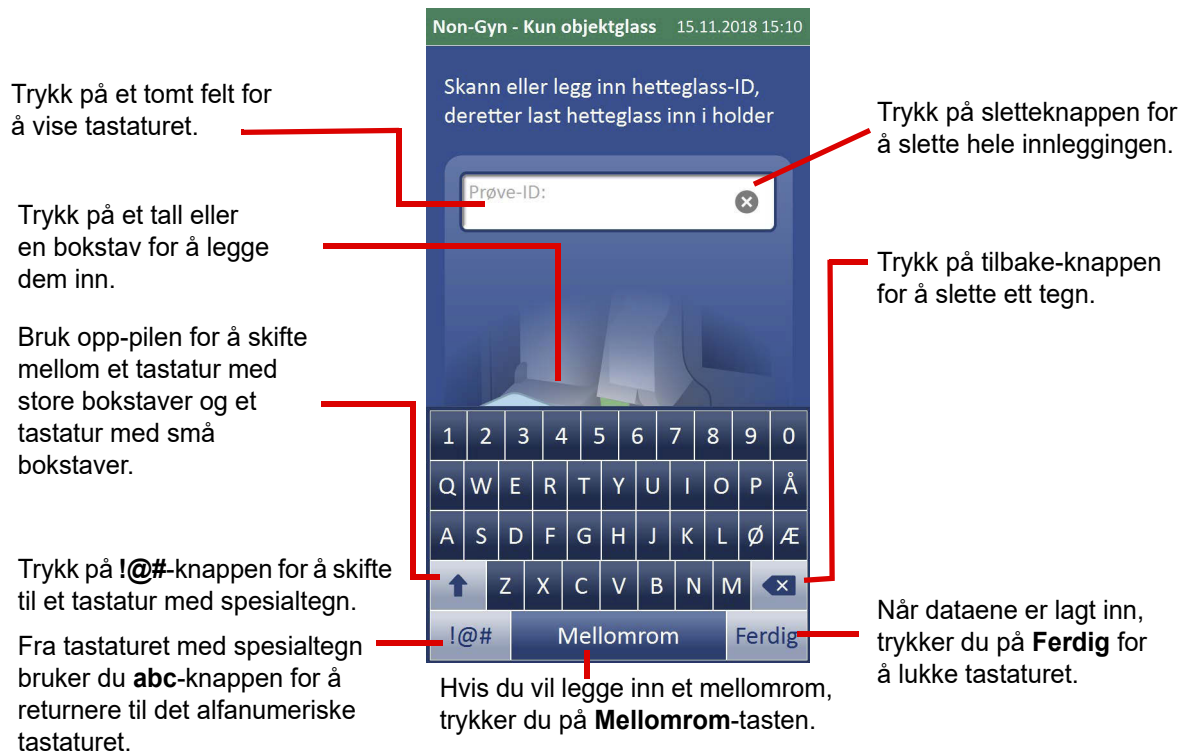 Non-Gyn - Kun objektglass 15.11.2018 15:10
Skann eller legg inn hetteglass-ID,
deretter last hetteglass inn i holder
Prøve-ID:
1 2 3 4 5 6 7 8 9 0
Q W E R T Y U I O P Å
A S D F G H J K L Ø Æ
Z X C V B N M
!@# Mellomrom Ferdig
Trykk på et tomt felt for
å vise tastaturet.
Trykk på et tall eller
en bokstav for å legge
dem inn.
Bruk opp-pilen for å skifte
mellom et tastatur med
store bokstaver og et
tastatur med små
bokstaver.
Trykk på !@#-knappen for å skifte
til et tastatur med spesialtegn.
Fra tastaturet med spesialtegn
bruker du abc-knappen for å
returnere til det alfanumeriske
tastaturet.
Hvis du vil legge inn et mellomrom,
trykker du på Mellomrom-tasten.
Trykk på sletteknappen for
å slette hele innleggingen.
Trykk på tilbake-knappen
for å slette ett tegn.
Når dataene er lagt inn,
trykker du på Ferdig for
å lukke tastaturet.